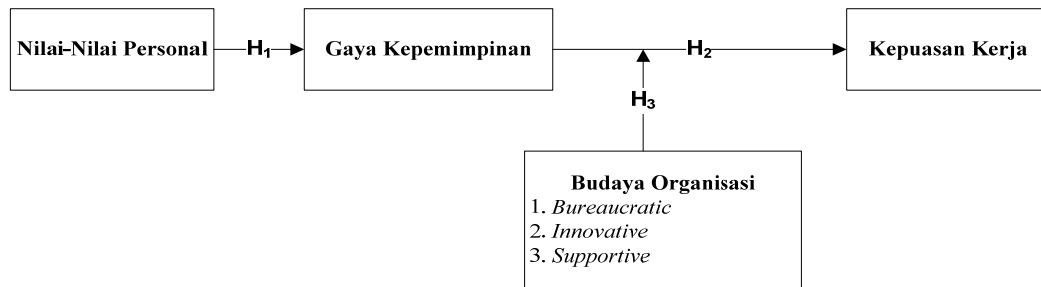 Nilai-Nilai Personal
H₁
Gaya Kepemimpinan
H₂
Kepuasan Kerja
H₃
Budaya Organisasi
1. Bureaucratic
2. Innovative
3. Supportive